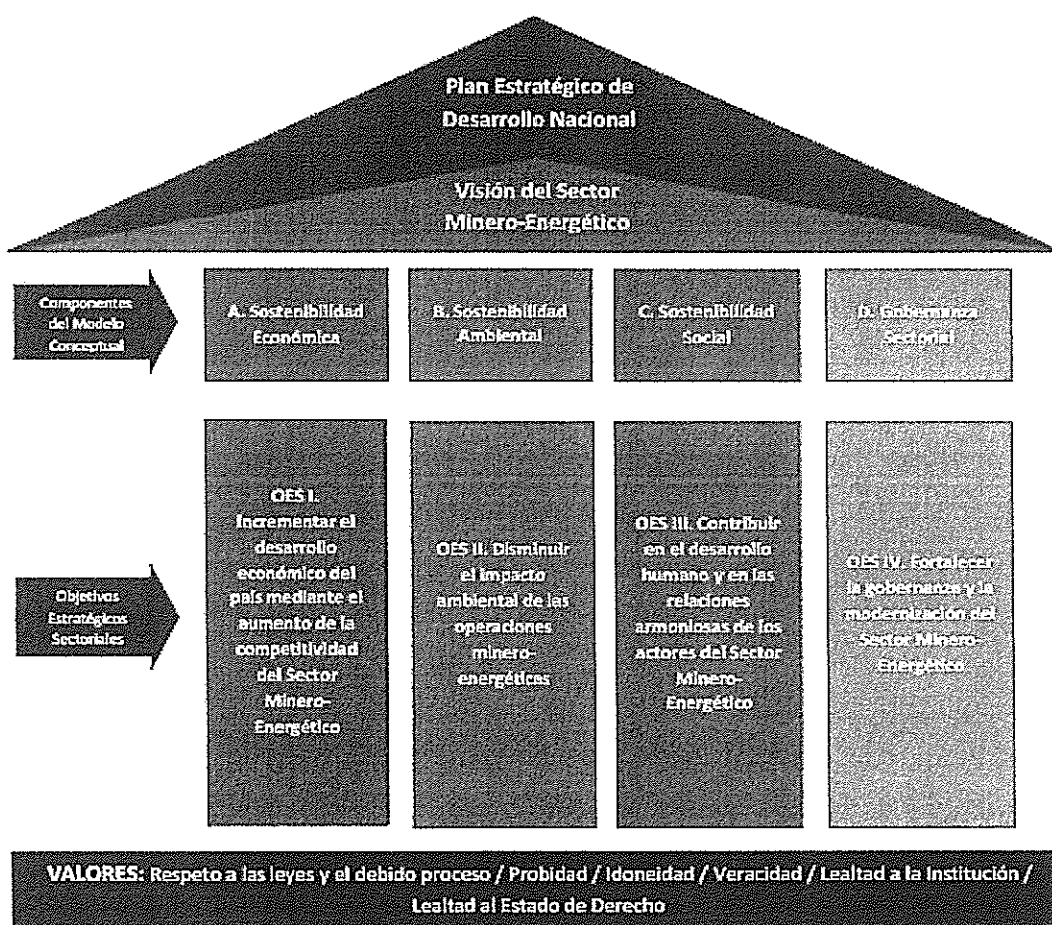 Plan Estratégico de
Desarrollo Nacional
Visión del Sector
Minero-Energético
Componentes
del Modelo
Conceptual
A. Sostenibilidad
Económica
B. Sostenibilidad
Ambiental
C. Sostenibilidad
Social
D. Gobernanza
Sectorial
Objetivos
Estratégicos
Sectoriales
OES I.
Incrementar el
desarrollo
económico del
país mediante el
aumento de la
competitividad
del Sector
Minero-
Energético
OES II. Disminuir
el impacto
ambiental de las
operaciones
minero-
energéticas
OES III. Contribuir
en el desarrollo
humano y en las
relaciones
armoniosas de los
actores del Sector
Minero-
Energético
OES IV. Fortalecer
la gobernanza y la
modernización del
Sector Minero-
Energético
VALORES: Respeto a las leyes y el debido proceso / Probidad / Idoneidad / Veracidad / Lealtad a la Institución /
Lealtad al Estado de Derecho